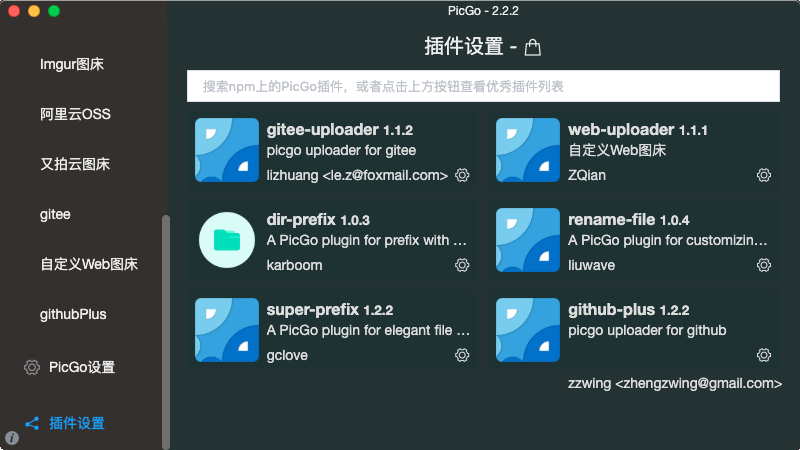 PicGo - 2.2.2
Imgur图床
阿里云OSS
又拍云图床
gitee
自定义Web图床
githubPlus
PicGo设置
插件设置
插件设置 -
搜索npm上的PicGo插件，或者点击上方按钮查看优秀插件列表
gitee-uploader 1.1.2
picgo uploader for gitee
lizhuang <le.z@foxmail.com>
web-uploader 1.1.1
自定义Web图床
ZQian
dir-prefix 1.0.3
A PicGo plugin for prefix with ...
karboom
rename-file 1.0.4
A PicGo plugin for customizin...
liuwave
super-prefix 1.2.2
A PicGo plugin for elegant file ...
gclove
github-plus 1.2.2
picgo uploader for github
zzwing <zhengzwing@gmail.com>